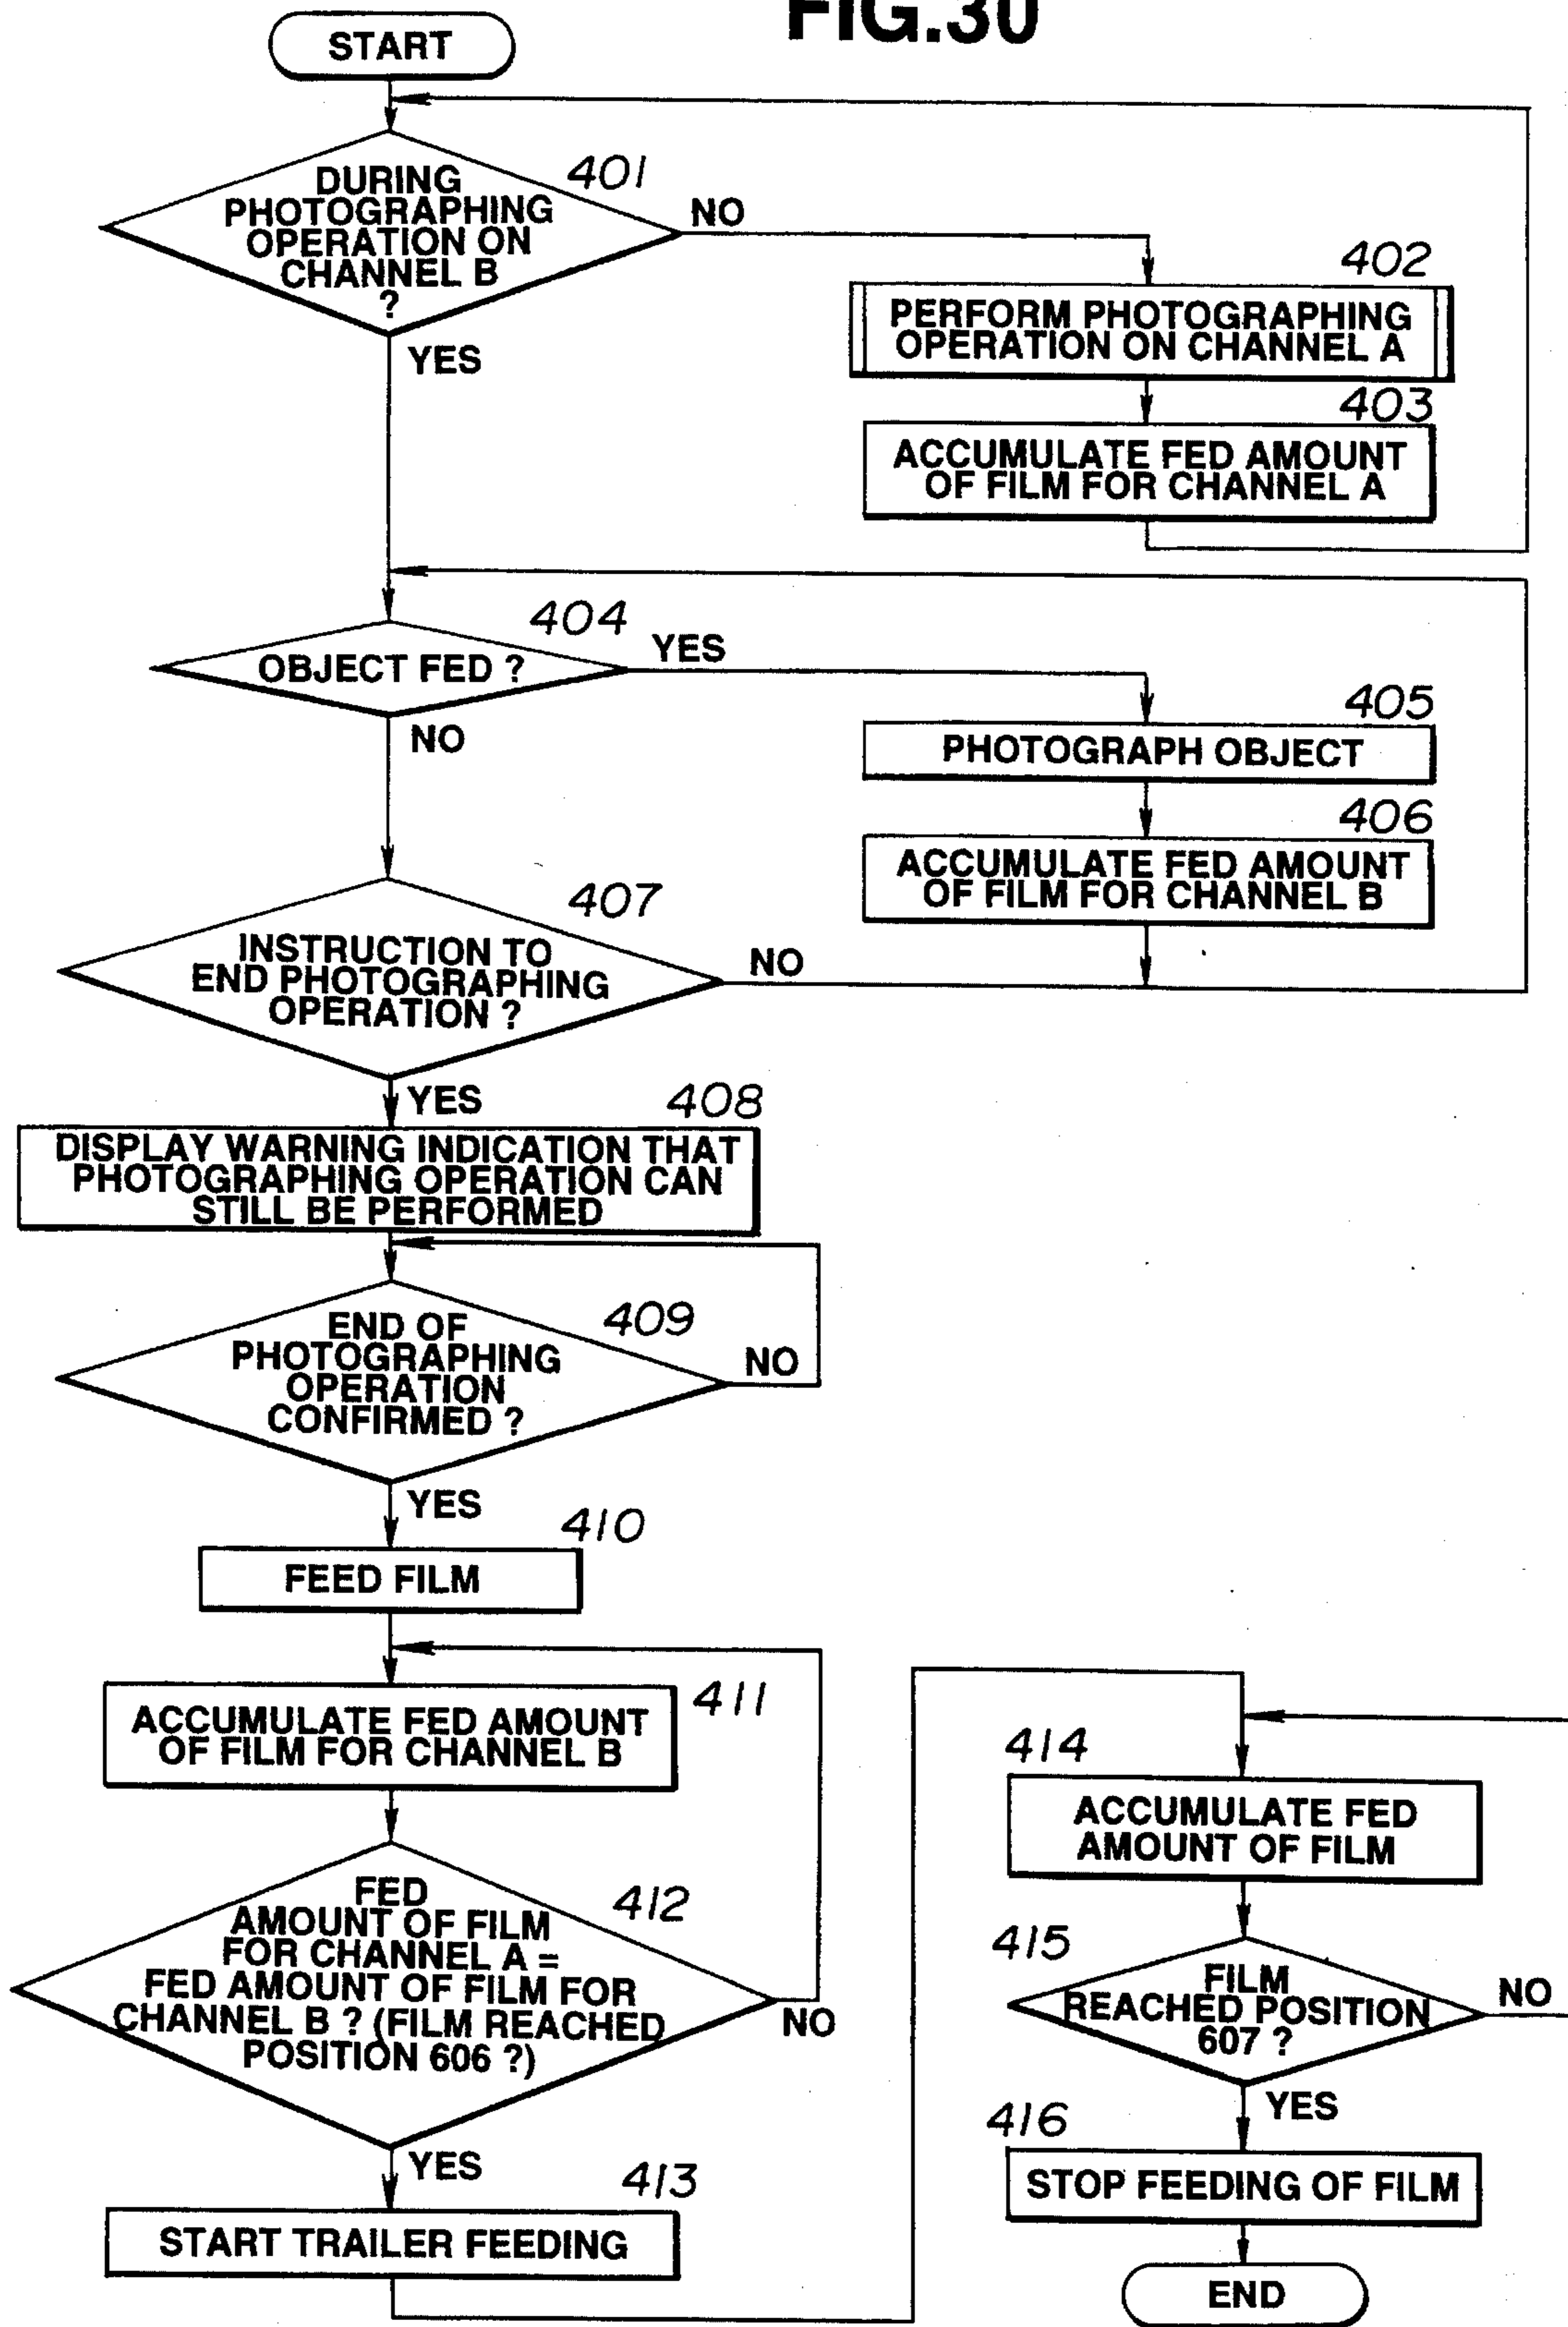 FIG.30
START
401
DURING
PHOTOGRAPHING
OPERATION ON
CHANNEL B
?
NO
YES
402
PERFORM PHOTOGRAPHING
OPERATION ON CHANNEL A
403
ACCUMULATE FED AMOUNT
OF FILM FOR CHANNEL A
404
OBJECT FED ?
YES
NO
405
PHOTOGRAPH OBJECT
406
ACCUMULATE FED AMOUNT
OF FILM FOR CHANNEL B
407
INSTRUCTION TO
END PHOTOGRAPHING
OPERATION ?
NO
YES
408
DISPLAY WARNING INDICATION THAT
PHOTOGRAPHING OPERATION CAN
STILL BE PERFORMED
409
END OF
PHOTOGRAPHING
OPERATION
CONFIRMED ?
NO
YES
410
FEED FILM
411
ACCUMULATE FED AMOUNT
OF FILM FOR CHANNEL B
412
FED
AMOUNT OF FILM
FOR CHANNEL A =
FED AMOUNT OF FILM FOR
CHANNEL B ? (FILM REACHED
POSITION 606 ?)
NO
YES
413
START TRAILER FEEDING
414
ACCUMULATE FED
AMOUNT OF FILM
415
FILM
REACHED POSITION
607 ?
NO
YES
416
STOP FEEDING OF FILM
END